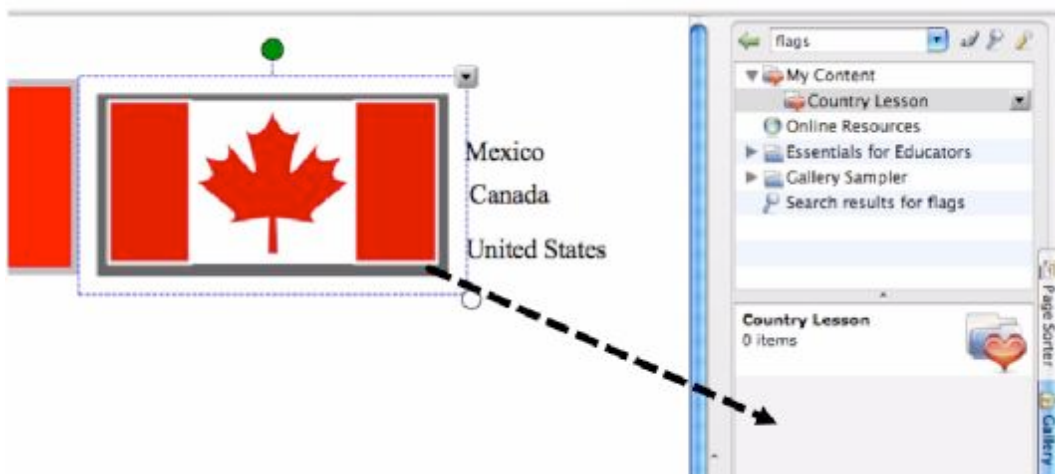 flags
My Content
Country Lesson
Online Resources
Essentials for Educators
Gallery Sampler
Search results for flags
Mexico
Canada
United States
Country Lesson
0 items
Page Sorter
Gallery